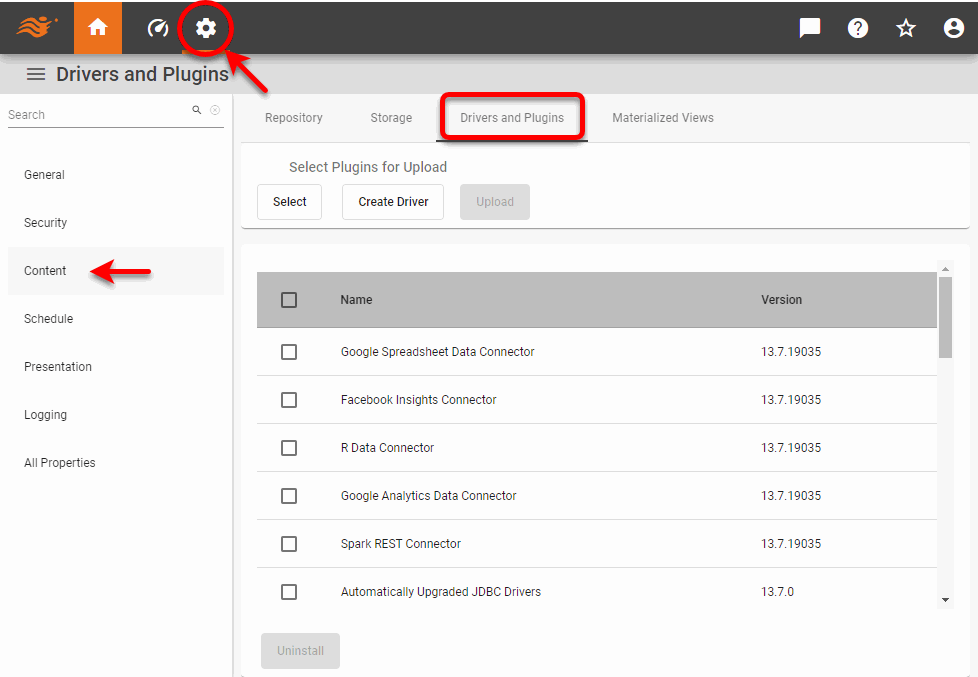 Drivers and Plugins
Search
General
Security
Content
Schedule
Presentation
Logging
All Properties
Repository Storage Drivers and Plugins Materialized Views
Select Plugins for Upload
Select Create Driver Upload
Name Version
Google Spreadsheet Data Connector 13.7.19035
Facebook Insights Connector 13.7.19035
R Data Connector 13.7.19035
Google Analytics Data Connector 13.7.19035
Spark REST Connector 13.7.19035
Automatically Upgraded JDBC Drivers 13.7.0
Uninstall